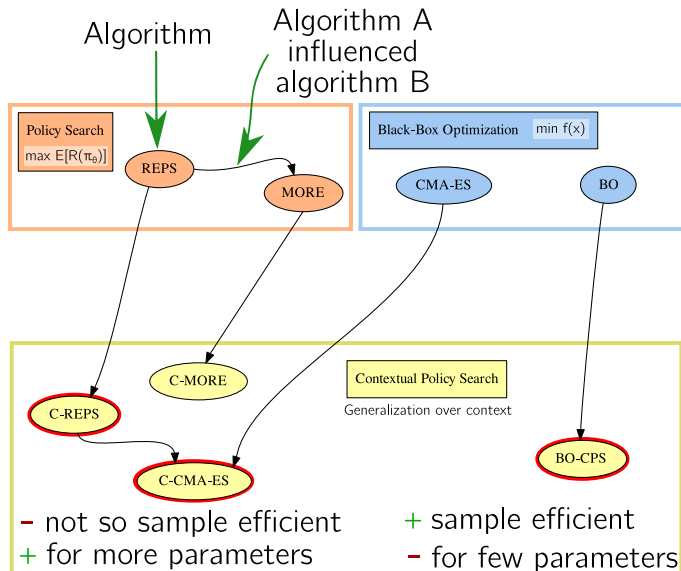 Algorithm
Algorithm A
influenced
algorithm B
Policy Search
max E[R(π_θ)]
Black-Box Optimization
min f(x)
REPS
MORE
CMA-ES
BO
C-MORE
Contextual Policy Search
Generalization over context
C-REPS
C-CMA-ES
BO-CPS
- not so sample efficient
+ for more parameters
+ sample efficient
- for few parameters